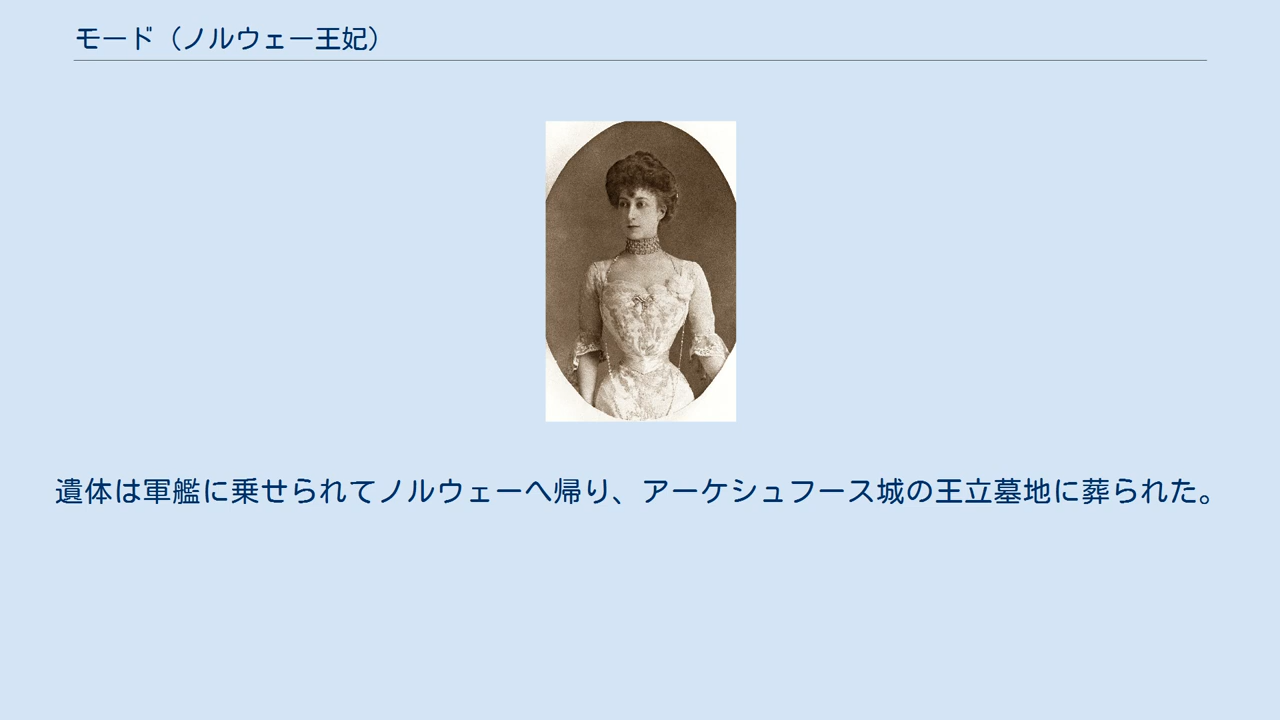 モード（ノルウェー王妃）
遺体は軍艦に乗せられてノルウェーへ帰り、アーケシュフース城の王立墓地に葬られた。